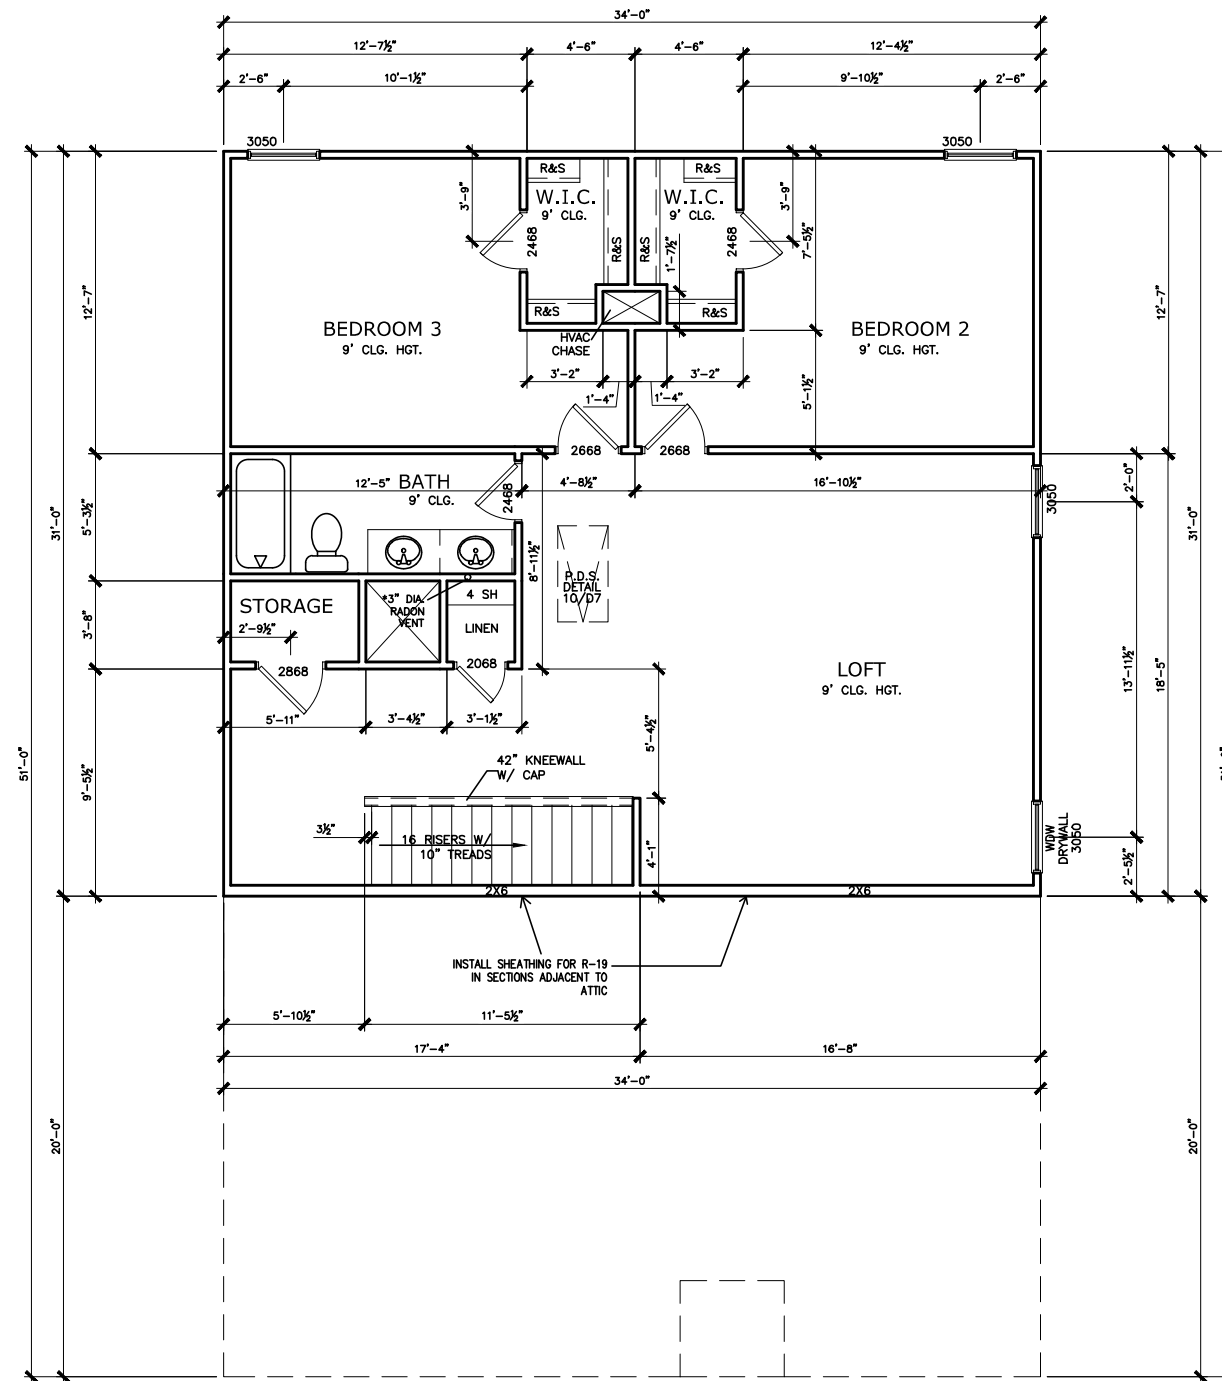 34'-0"
12'-7½"
4'-6"
4'-6"
12'-4½"
2'-6"
10'-1½"
9'-10½"
2'-6"
3050
3050
R&S
R&S
W.I.C.
9' CLG.
W.I.C.
9' CLG.
3'-9"
3'-9"
2468
2468
R&S
R&S
1'-7½"
7'-5½"
12'-7"
12'-7"
BEDROOM 3
9' CLG. HGT.
BEDROOM 2
9' CLG. HGT.
R&S
R&S
HVAC
CHASE
3'-2"
3'-2"
1'-4"
1'-4"
5'-1½"
2668
2668
BATH
9' CLG.
12'-5"
2468
4'-8½"
16'-10½"
2'-0"
3050
31'-0"
31'-0"
5'-3½"
8'-11½"
P.D.S.
DETAIL
10/D7
*3" DIA.
RADON
VENT
4 SH
LINEN
STORAGE
2'-9½"
3'-8"
2868
2068
LOFT
9' CLG. HGT.
13'-11½"
18'-5"
5'-11"
3'-4½"
3'-1½"
5'-4½"
51'-0"
9'-5½"
42" KNEEWALL
W/ CAP
3½"
16 RISERS W/
10" TREADS
4'-1"
WDW
DRYWALL
3050
2'-5½"
2X6
2X6
INSTALL SHEATHING FOR R-19
IN SECTIONS ADJACENT TO
ATTIC
5'-10½"
11'-5½"
17'-4"
16'-8"
34'-0"
20'-0"
20'-0"